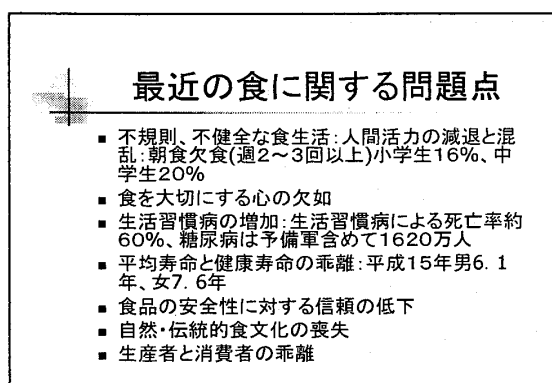 最近の食に関する問題点
■ 不規則、不健全な食生活:人間活力の減退と混
乱:朝食欠食(週2～3回以上)小学生16%、中
学生20%
■ 食を大切にする心の欠如
■ 生活習慣病の増加:生活習慣病による死亡率約
60%、糖尿病は予備軍含めて1620万人
■ 平均寿命と健康寿命の乖離:平成15年男6. 1
年、女7. 6年
■ 食品の安全性に対する信頼の低下
■ 自然・伝統的食文化の喪失
■ 生産者と消費者の乖離